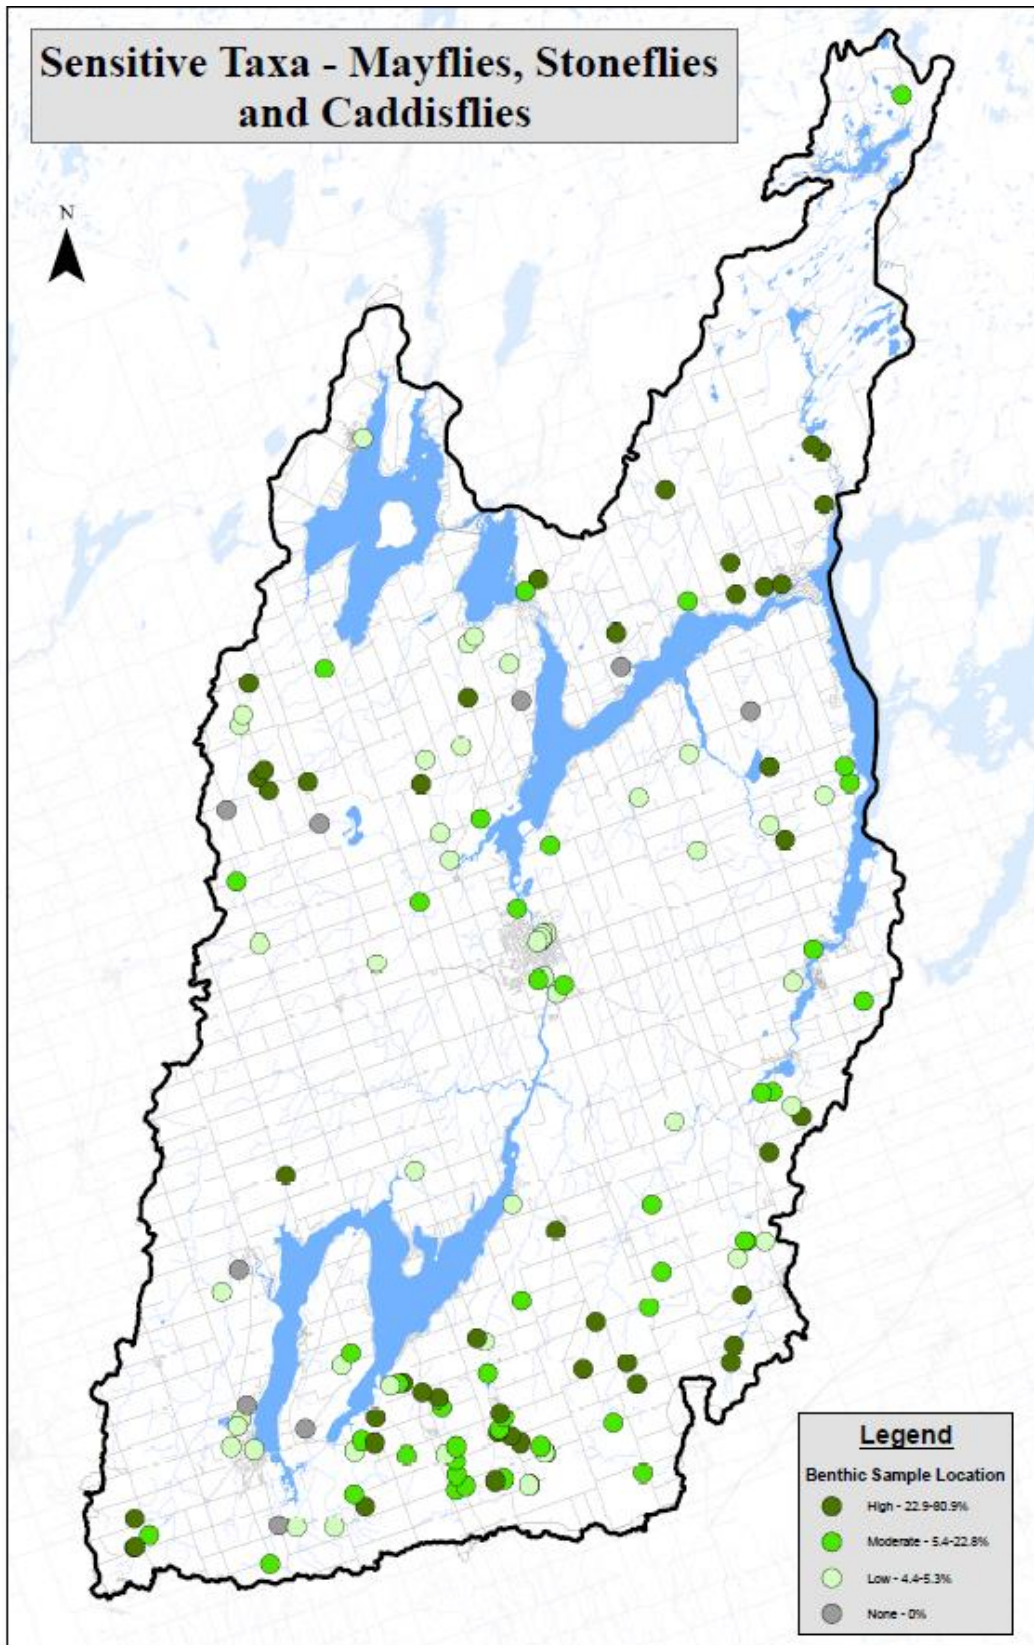 Sensitive Taxa - Mayflies, Stoneflies
and Caddisflies
N
Legend
Benthic Sample Location
High - 22.9-80.9%
Moderate - 5.4-22.8%
Low - 4.4-5.3%
None - 0%